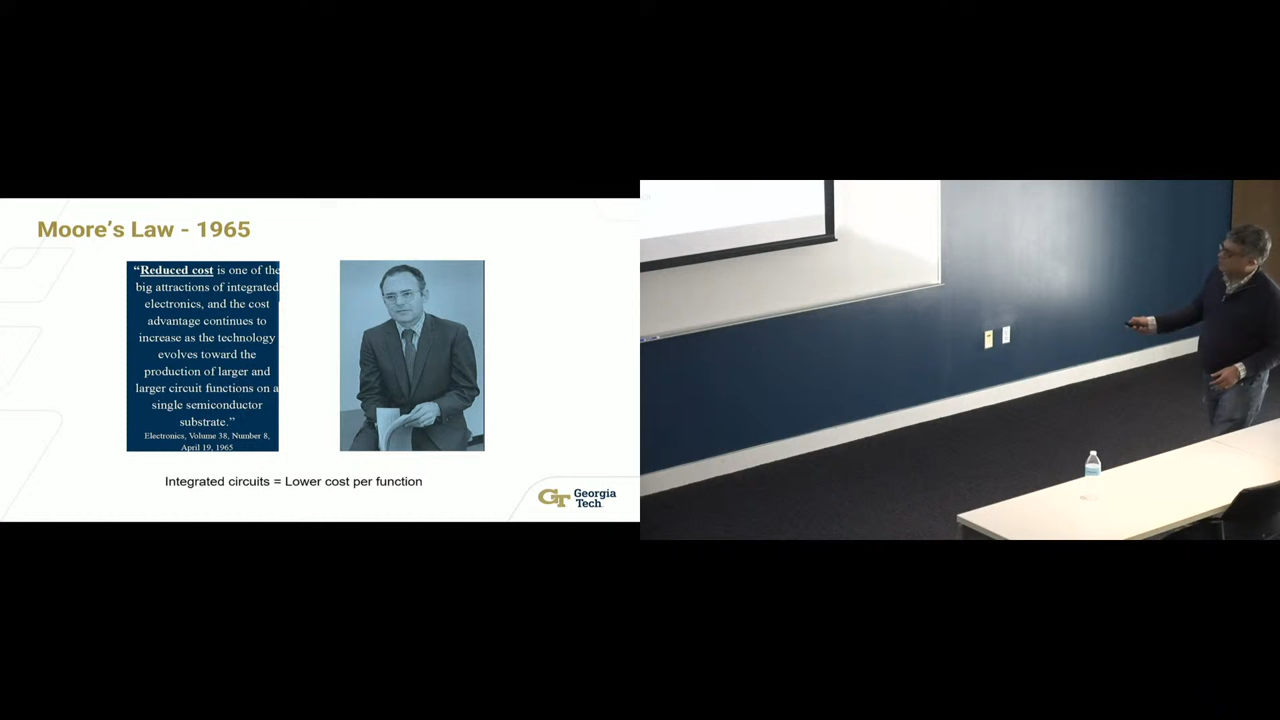 Moore's Law - 1965
“Reduced cost is one of the
big attractions of integrated
electronics, and the cost
advantage continues to
increase as the technology
evolves toward the
production of larger and
larger circuit functions on a
single semiconductor
substrate.”
Electronics, Volume 38, Number 8,
April 19, 1965
Integrated circuits = Lower cost per function
GT Georgia
Tech